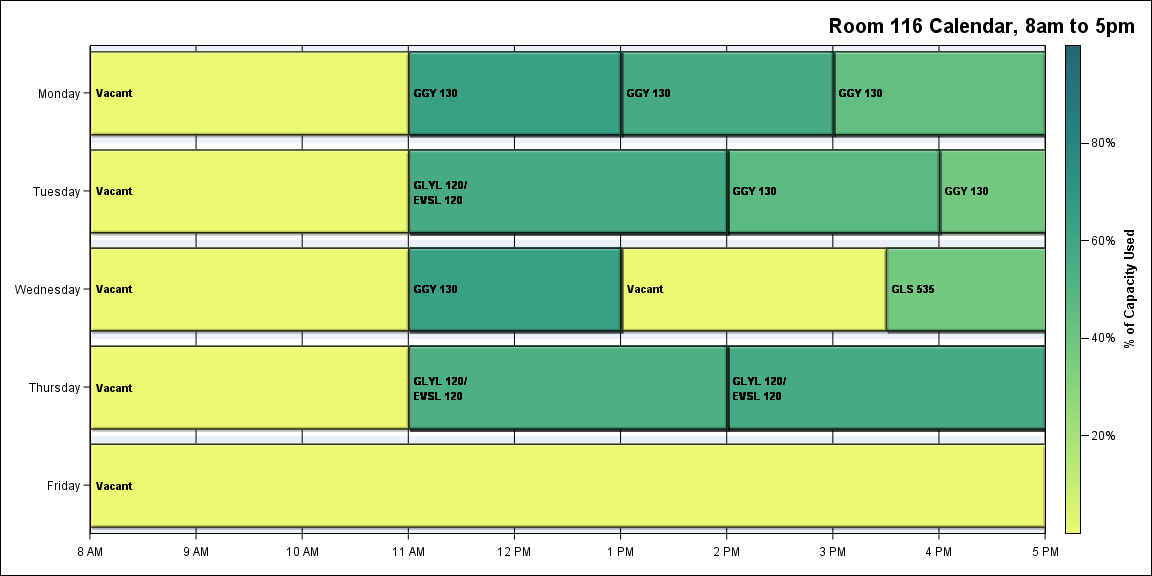 Room 116 Calendar, 8am to 5pm
Monday
Vacant
GGY 130
GGY 130
GGY 130
Tuesday
Vacant
GLYL 120/
EVSL 120
GGY 130
GGY 130
Wednesday
Vacant
GGY 130
Vacant
GLS 535
Thursday
Vacant
GLYL 120/
EVSL 120
GLYL 120/
EVSL 120
Friday
Vacant
8 AM
9 AM
10 AM
11 AM
12 PM
1 PM
2 PM
3 PM
4 PM
5 PM
80%
60%
40%
20%
% of Capacity Used